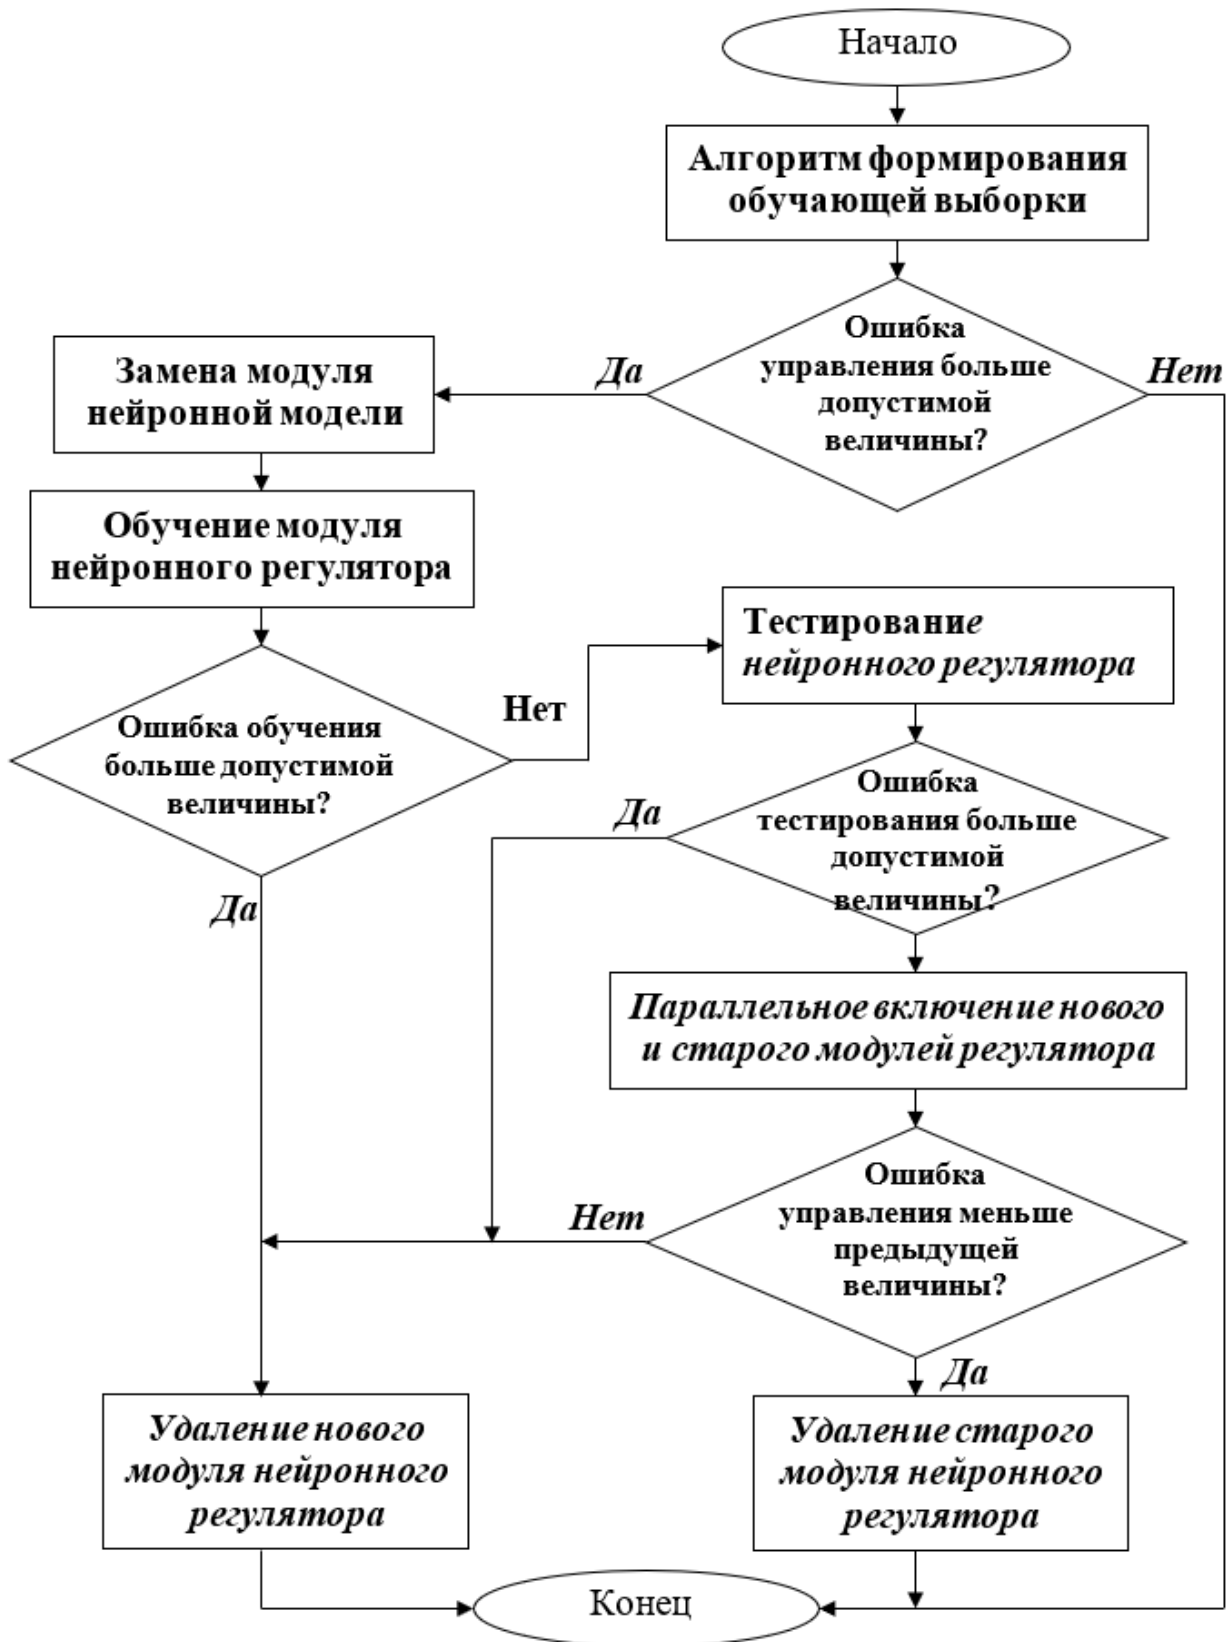 Начало
Алгоритм формирования
обучающей выборки
Ошибка
управления больше
допустимой
величины?
Да
Нет
Замена модуля
нейронной модели
Обучение модуля
нейронного регулятора
Ошибка обучения
больше допустимой
величины?
Нет
Да
Тестирование
нейронного регулятора
Ошибка
тестирования больше
допустимой
величины?
Да
Параллельное включение нового
и старого модулей регулятора
Ошибка
управления меньше
предыдущей
величины?
Нет
Да
Удаление нового
модуля нейронного
регулятора
Удаление старого
модуля нейронного
регулятора
Конец